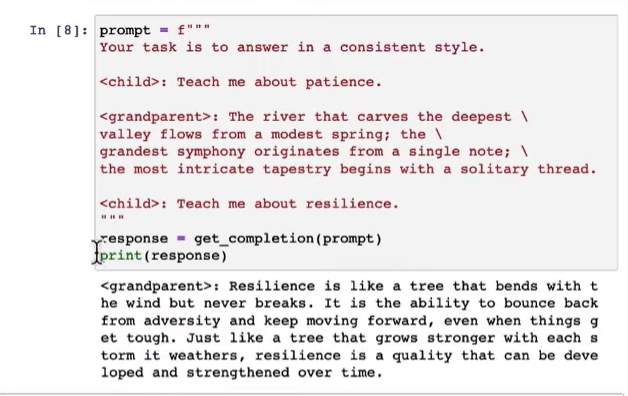 In [8]: prompt = f"""
Your task is to answer in a consistent style.
<child>: Teach me about patience.
<grandparent>: The river that carves the deepest \
valley flows from a modest spring; the \
grandest symphony originates from a single note; \
the most intricate tapestry begins with a solitary thread.
<child>: Teach me about resilience.
"""
response = get_completion(prompt)
print(response)
<grandparent>: Resilience is like a tree that bends with t
he wind but never breaks. It is the ability to bounce back
from adversity and keep moving forward, even when things g
et tough. Just like a tree that grows stronger with each s
torm it weathers, resilience is a quality that can be deve
loped and strengthened over time.